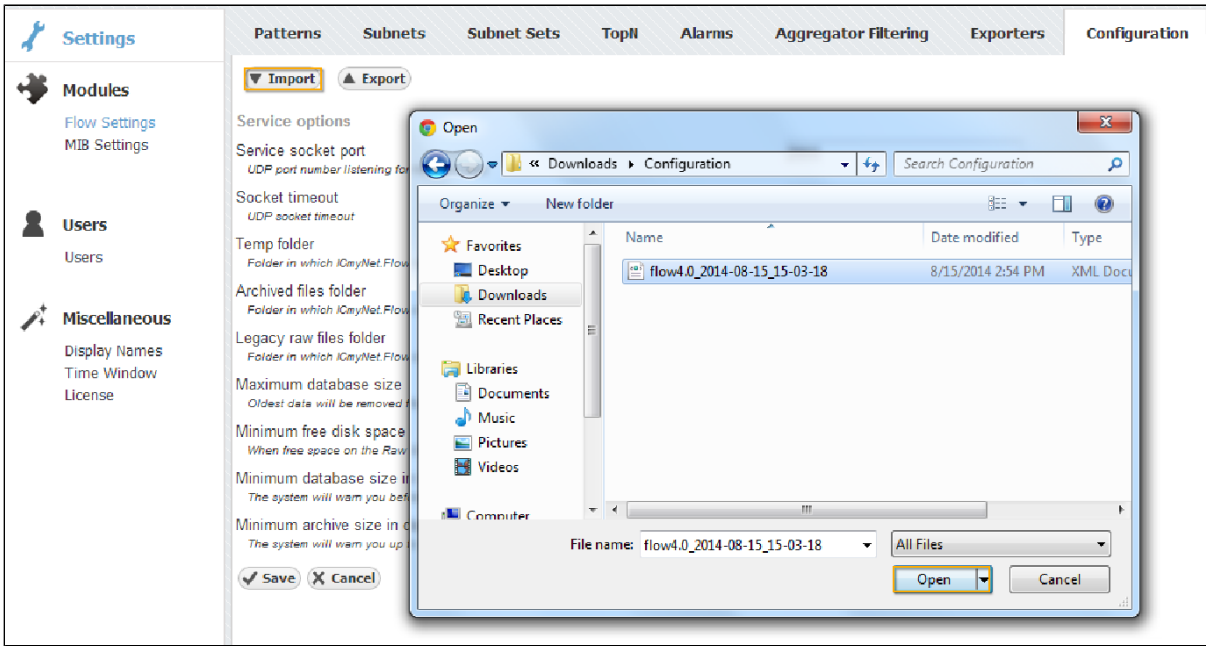 Settings
Patterns Subnets Subnet Sets TopN Alarms Aggregator Filtering Exporters Configuration
Modules
Flow Settings
MIB Settings
Users
Users
Miscellaneous
Display Names
Time Window
License
Import Export
Service options
Service socket port
UDP port number listening for
Socket timeout
UDP socket timeout
Temp folder
Folder in which ICmyNet.Flow
Archived files folder
Folder in which ICmyNet.Flow
Legacy raw files folder
Folder in which ICmyNet.Flow
Maximum database size
Oldest data will be removed
Minimum free disk space
When free space on the Raw
Minimum database size
The system will warn you
Minimum archive size in
The system will warn you up
Save Cancel
Open
« Downloads Configuration
Search Configuration
Organize New folder
Favorites
Desktop
Downloads
Recent Places
Libraries
Documents
Music
Pictures
Videos
Computer
Name Date modified Type
flow4.0_2014-08-15_15-03-18 8/15/2014 2:54 PM XML Docu
File name: flow4.0_2014-08-15_15-03-18 All Files
Open Cancel